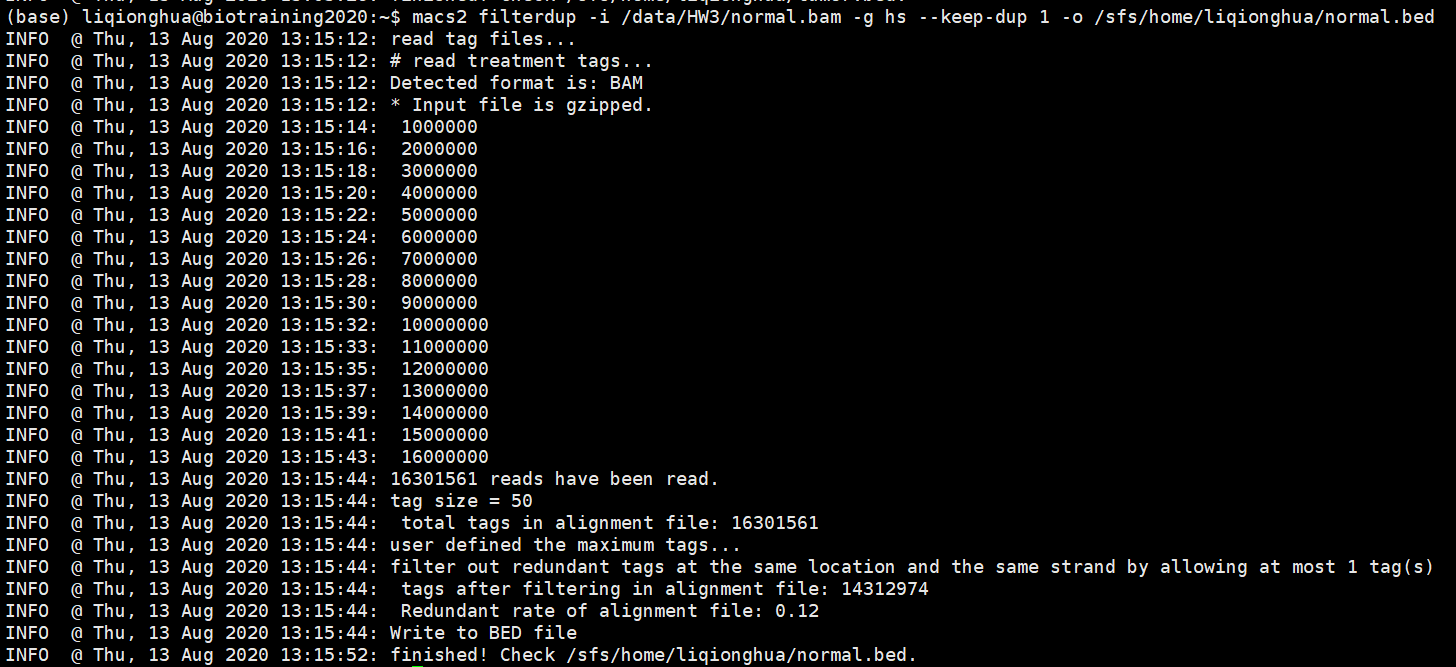 (base) liqionghua@biotraining2020:~$ macs2 filterdup -i /data/HW3/normal.bam -g hs --keep-dup 1 -o /sfs/home/liqionghua/normal.bed
INFO  @ Thu, 13 Aug 2020 13:15:12: read tag files...
INFO  @ Thu, 13 Aug 2020 13:15:12: # read treatment tags...
INFO  @ Thu, 13 Aug 2020 13:15:12: Detected format is: BAM
INFO  @ Thu, 13 Aug 2020 13:15:12: * Input file is gzipped.
INFO  @ Thu, 13 Aug 2020 13:15:14:  1000000
INFO  @ Thu, 13 Aug 2020 13:15:16:  2000000
INFO  @ Thu, 13 Aug 2020 13:15:18:  3000000
INFO  @ Thu, 13 Aug 2020 13:15:20:  4000000
INFO  @ Thu, 13 Aug 2020 13:15:22:  5000000
INFO  @ Thu, 13 Aug 2020 13:15:24:  6000000
INFO  @ Thu, 13 Aug 2020 13:15:26:  7000000
INFO  @ Thu, 13 Aug 2020 13:15:28:  8000000
INFO  @ Thu, 13 Aug 2020 13:15:30:  9000000
INFO  @ Thu, 13 Aug 2020 13:15:32:  10000000
INFO  @ Thu, 13 Aug 2020 13:15:33:  11000000
INFO  @ Thu, 13 Aug 2020 13:15:35:  12000000
INFO  @ Thu, 13 Aug 2020 13:15:37:  13000000
INFO  @ Thu, 13 Aug 2020 13:15:39:  14000000
INFO  @ Thu, 13 Aug 2020 13:15:41:  15000000
INFO  @ Thu, 13 Aug 2020 13:15:43:  16000000
INFO  @ Thu, 13 Aug 2020 13:15:44: 16301561 reads have been read.
INFO  @ Thu, 13 Aug 2020 13:15:44: tag size = 50
INFO  @ Thu, 13 Aug 2020 13:15:44:  total tags in alignment file: 16301561
INFO  @ Thu, 13 Aug 2020 13:15:44: user defined the maximum tags...
INFO  @ Thu, 13 Aug 2020 13:15:44: filter out redundant tags at the same location and the same strand by allowing at most 1 tag(s)
INFO  @ Thu, 13 Aug 2020 13:15:44:  tags after filtering in alignment file: 14312974
INFO  @ Thu, 13 Aug 2020 13:15:44:  Redundant rate of alignment file: 0.12
INFO  @ Thu, 13 Aug 2020 13:15:44: Write to BED file
INFO  @ Thu, 13 Aug 2020 13:15:52: finished! Check /sfs/home/liqionghua/normal.bed.